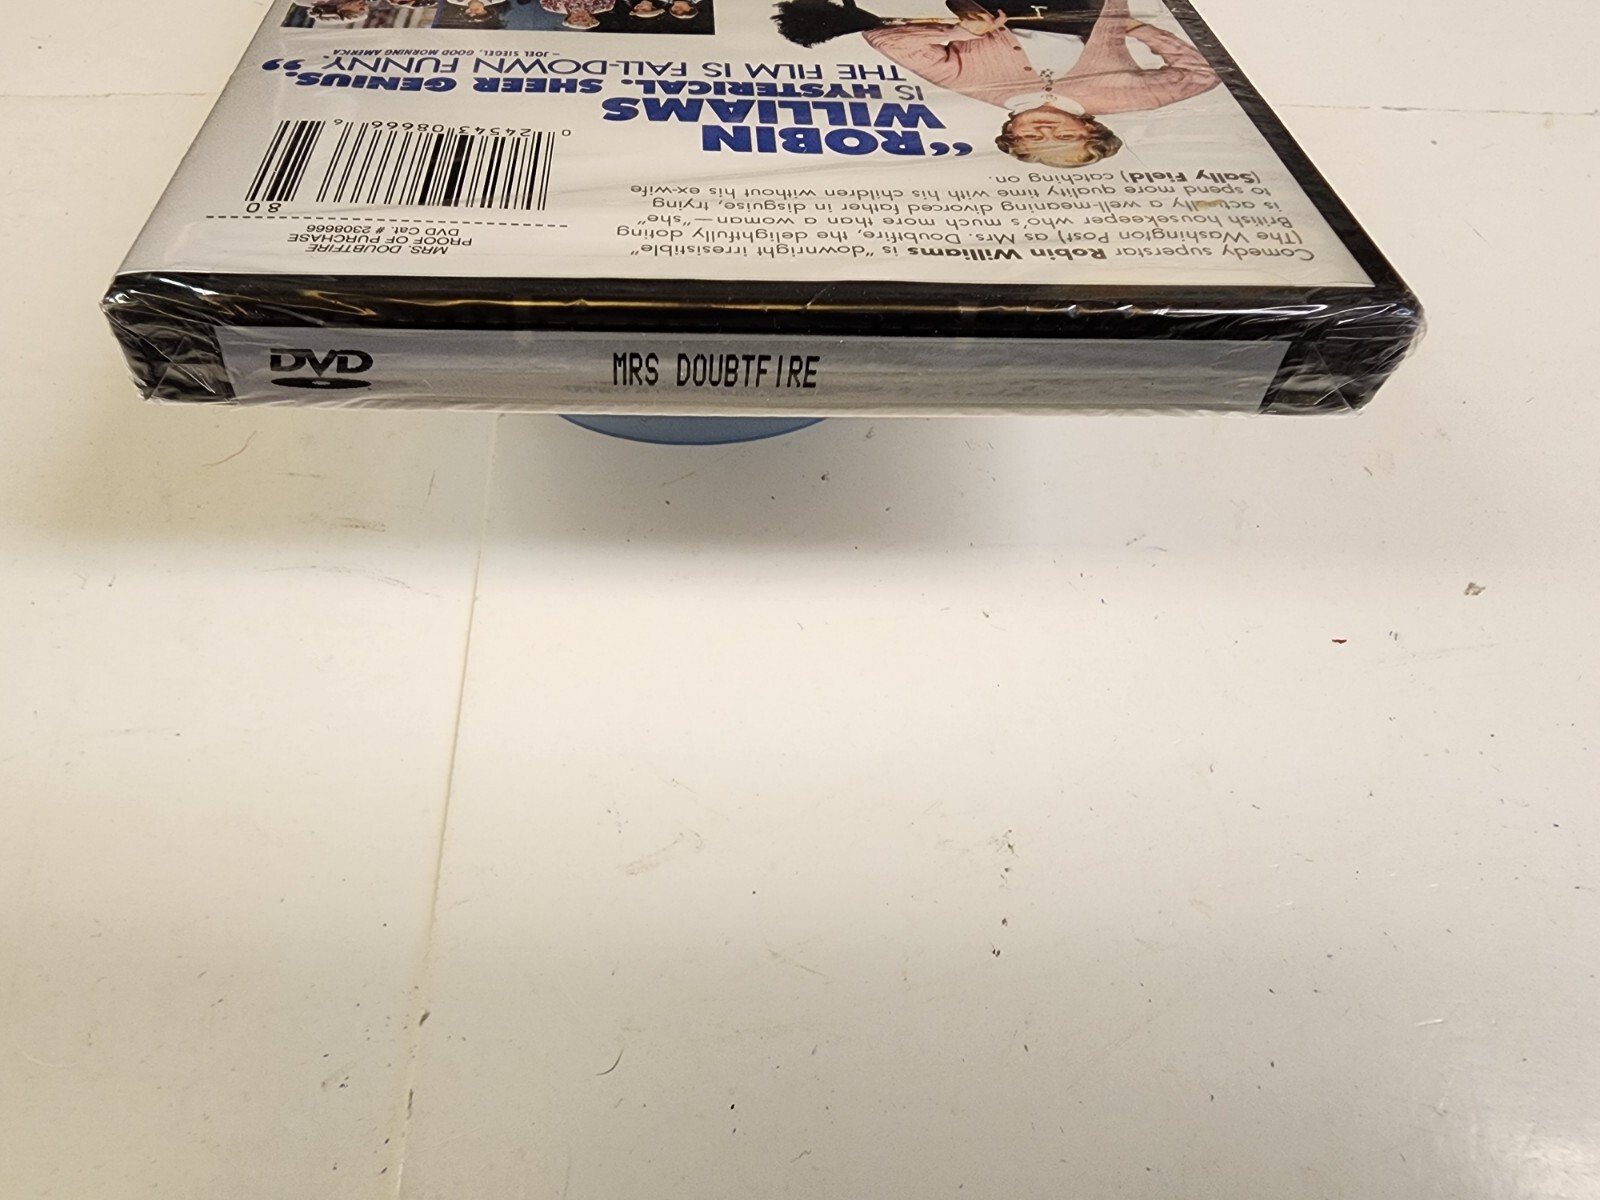 Comedy superstar Robin Williams is "downright irresistible"
(The Washington Post) as Mrs. Doubtfire, the delightfully doting
British housekeeper who's much more than a woman—"she"
is actually a well-meaning divorced father in disguise, trying
to spend more quality time with his children without his ex-wife
(Sally Field) catching on.
"ROBIN
WILLIAMS
IS HYSTERICAL. SHEER GENIUS.
THE FILM IS FALL-DOWN FUNNY."
– JOEL SIEGEL, GOOD MORNING AMERICA
MRS. DOUBTFIRE
PROOF OF PURCHASE
DVD Cat. # 2308666
80
0 24543 08666 6
DVD
MRS DOUBTFIRE